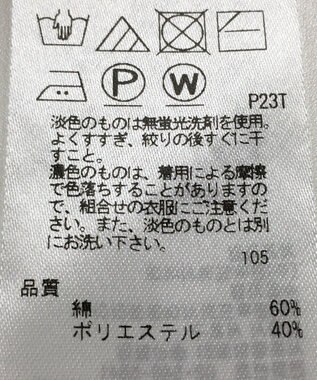 P W
P23T
淡色のものは無蛍光洗剤を使用。
よくすすぎ、絞りの後すぐに干
すこと。
濃色のものは、着用による摩擦
で色落ちすることがありますの
で、組合せの衣服にご注意くだ
さい。また、淡色のものとは別
にお洗い下さい。
105
品質
綿 60%
ポリエステル 40%